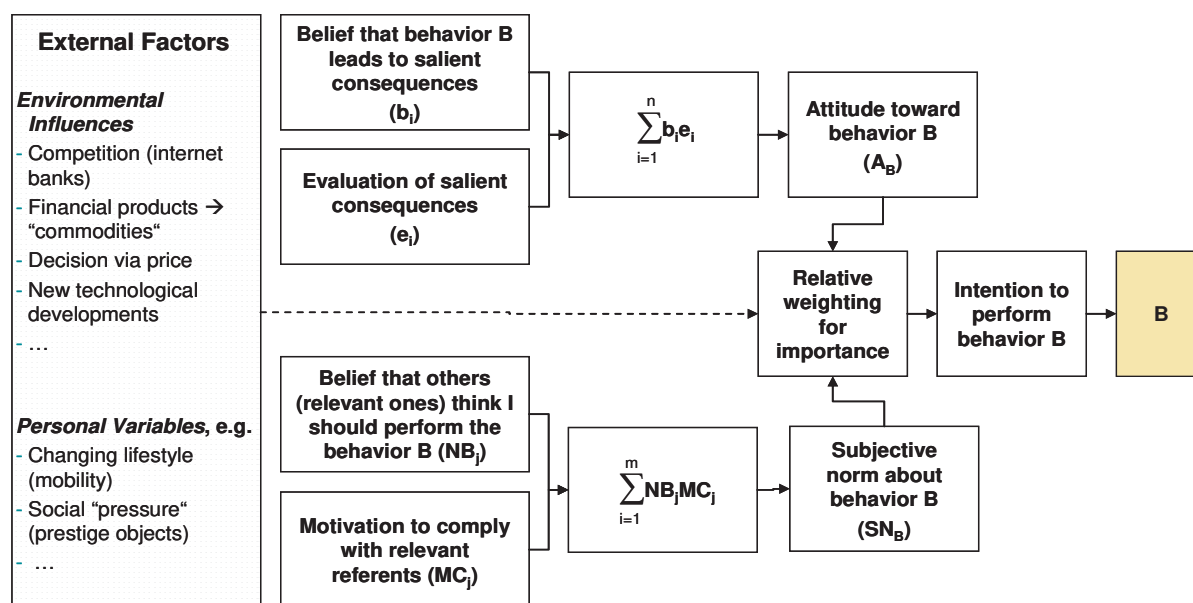 External Factors
Environmental
Influences
- Competition (internet
banks)
- Financial products →
“commodities“
- Decision via price
- New technological
developments
- …
Personal Variables, e.g.
- Changing lifestyle
(mobility)
- Social “pressure“
(prestige objects)
- …
Belief that behavior B
leads to salient
consequences
(bᵢ)
Evaluation of salient
consequences
(eᵢ)
n
∑bᵢeᵢ
i=1
Attitude toward
behavior B
(A_B)
Relative
weighting
for
importance
Intention to
perform
behavior B
B
Belief that others
(relevant ones) think I
should perform the
behavior B (NBⱼ)
Motivation to comply
with relevant
referents (MCⱼ)
m
∑NBⱼMCⱼ
i=1
Subjective
norm about
behavior B
(SN_B)